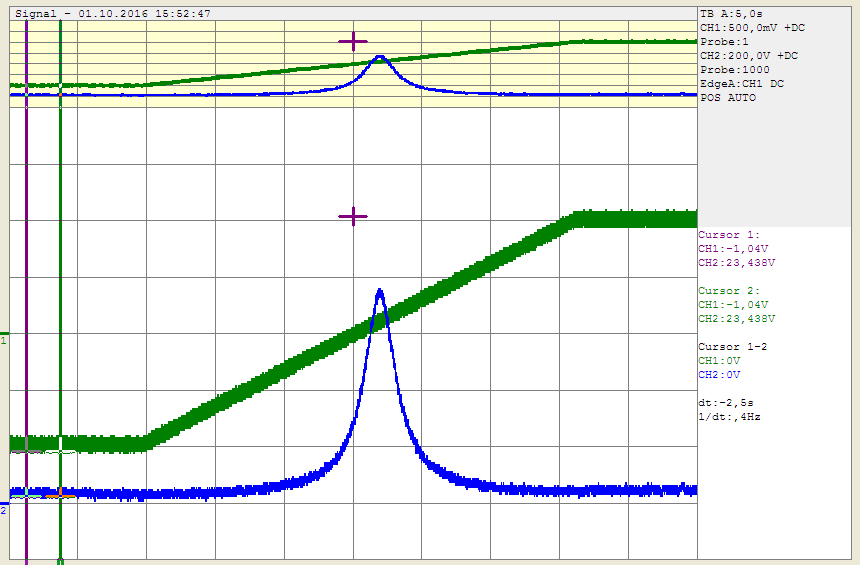 Signal - 01.10.2016 15:52:47
TB A:5,0s
CH1:500,0mV +DC
Probe:1
CH2:200,0V +DC
Probe:1000
EdgeA:CH1 DC
POS AUTO
Cursor 1:
CH1:-1,04V
CH2:23,438V
Cursor 2:
CH1:-1,04V
CH2:23,438V
Cursor 1-2
CH1:0V
CH2:0V
dt:-2,5s
1/dt:,4Hz
1
2